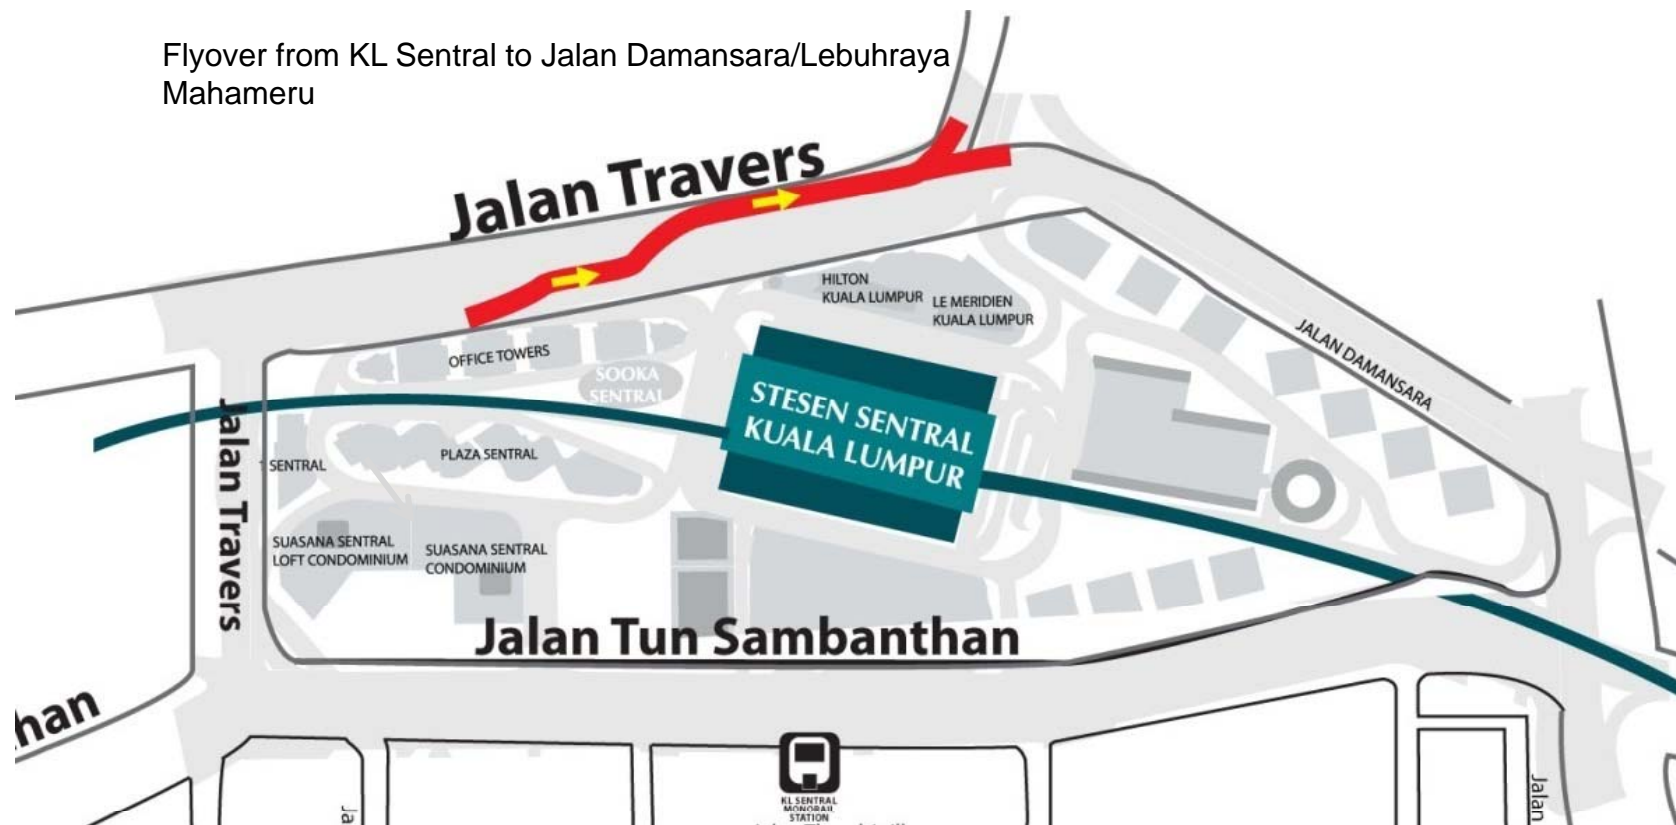 Flyover from KL Sentral to Jalan Damansara/Lebuhraya
Mahameru
Jalan Travers
HILTON
KUALA LUMPUR
LE MERIDIEN
KUALA LUMPUR
JALAN DAMANSARA
OFFICE TOWERS
SOOKA
SENTRAL
STESEN SENTRAL
KUALA LUMPUR
Jalan Travers
SENTRAL
PLAZA SENTRAL
SUASANA SENTRAL
LOFT CONDOMINIUM
SUASANA SENTRAL
CONDOMINIUM
Jalan Tun Sambanthan
han
KL SENTRAL
MONORAIL
STATION
Ja
Jalan